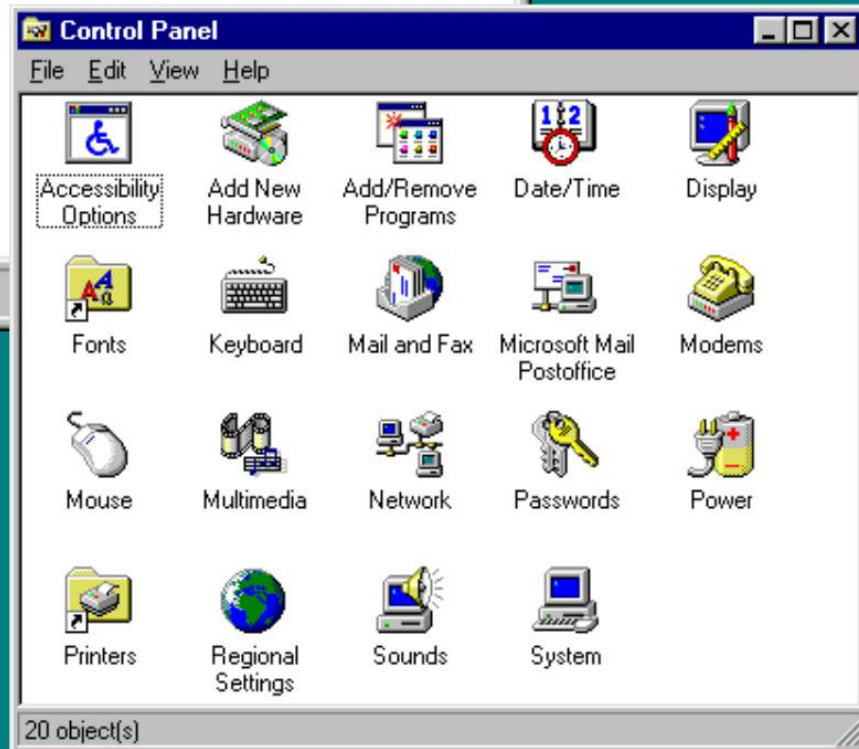 Control Panel
File Edit View Help
Accessibility Options
Add New Hardware
Add/Remove Programs
Date/Time
Display
Fonts
Keyboard
Mail and Fax
Microsoft Mail Postoffice
Modems
Mouse
Multimedia
Network
Passwords
Power
Printers
Regional Settings
Sounds
System
20 object(s)